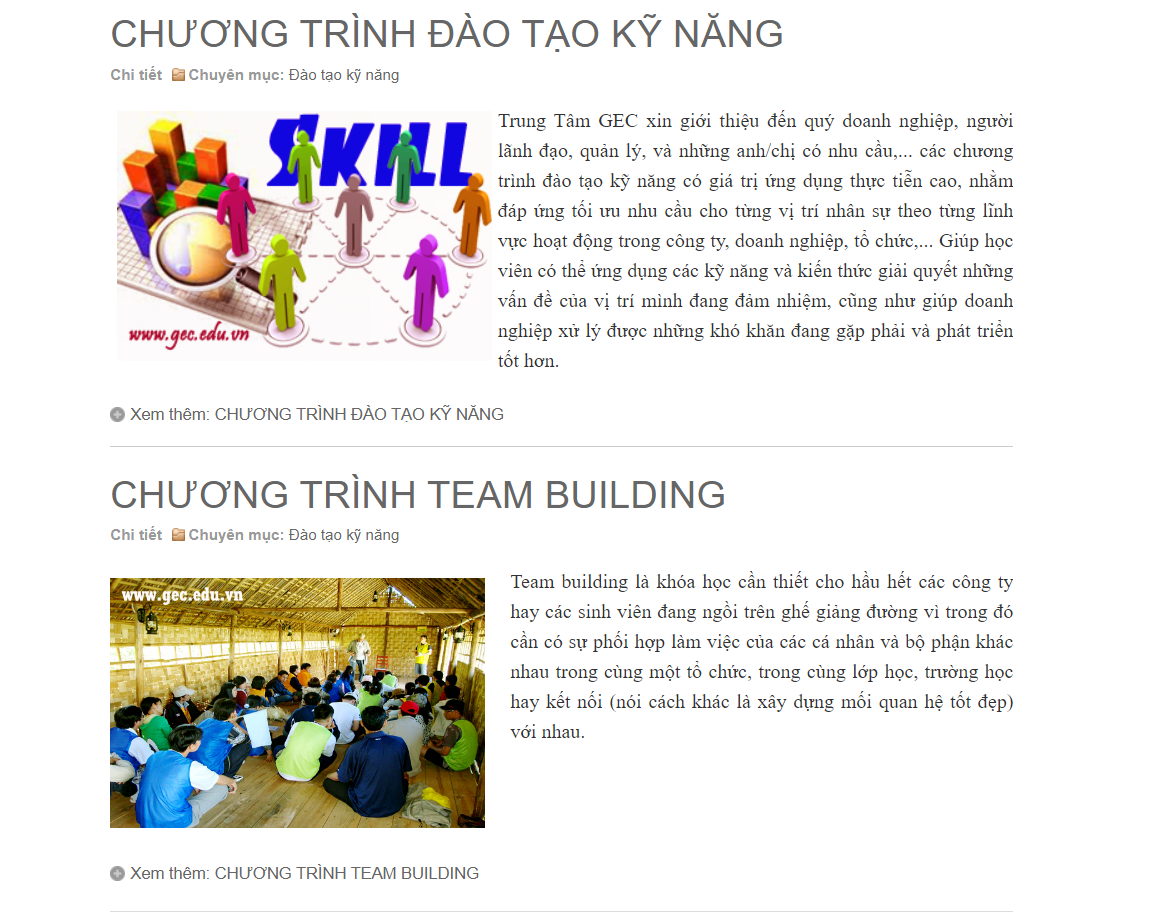 CHƯƠNG TRÌNH ĐÀO TẠO KỸ NĂNG
Chi tiết Chuyên mục: Đào tạo kỹ năng
SKILL
www.gec.edu.vn
Trung Tâm GEC xin giới thiệu đến quý doanh nghiệp, người
lãnh đạo, quản lý, và những anh/chị có nhu cầu,... các chương
trình đào tạo kỹ năng có giá trị ứng dụng thực tiễn cao, nhằm
đáp ứng tối ưu nhu cầu cho từng vị trí nhân sự theo từng lĩnh
vực hoạt động trong công ty, doanh nghiệp, tổ chức,... Giúp học
viên có thể ứng dụng các kỹ năng và kiến thức giải quyết những
vấn đề của vị trí mình đang đảm nhiệm, cũng như giúp doanh
nghiệp xử lý được những khó khăn đang gặp phải và phát triển
tốt hơn.
Xem thêm: CHƯƠNG TRÌNH ĐÀO TẠO KỸ NĂNG
CHƯƠNG TRÌNH TEAM BUILDING
Chi tiết Chuyên mục: Đào tạo kỹ năng
www.gec.edu.vn
Team building là khóa học cần thiết cho hầu hết các công ty
hay các sinh viên đang ngồi trên ghế giảng đường vì trong đó
cần có sự phối hợp làm việc của các cá nhân và bộ phận khác
nhau trong cùng một tổ chức, trong cùng lớp học, trường học
hay kết nối (nói cách khác là xây dựng mối quan hệ tốt đẹp)
với nhau.
Xem thêm: CHƯƠNG TRÌNH TEAM BUILDING